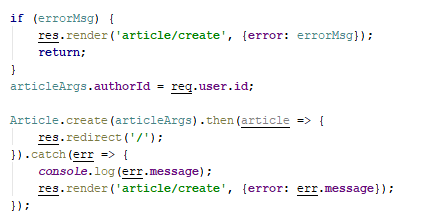 if (errorMsg) {
    res.render('article/create', {error: errorMsg});
    return;
}
articleArgs.authorId = req.user.id;

Article.create(articleArgs).then(article => {
    res.redirect('/');
}).catch(err => {
    console.log(err.message);
    res.render('article/create', {error: err.message});
});